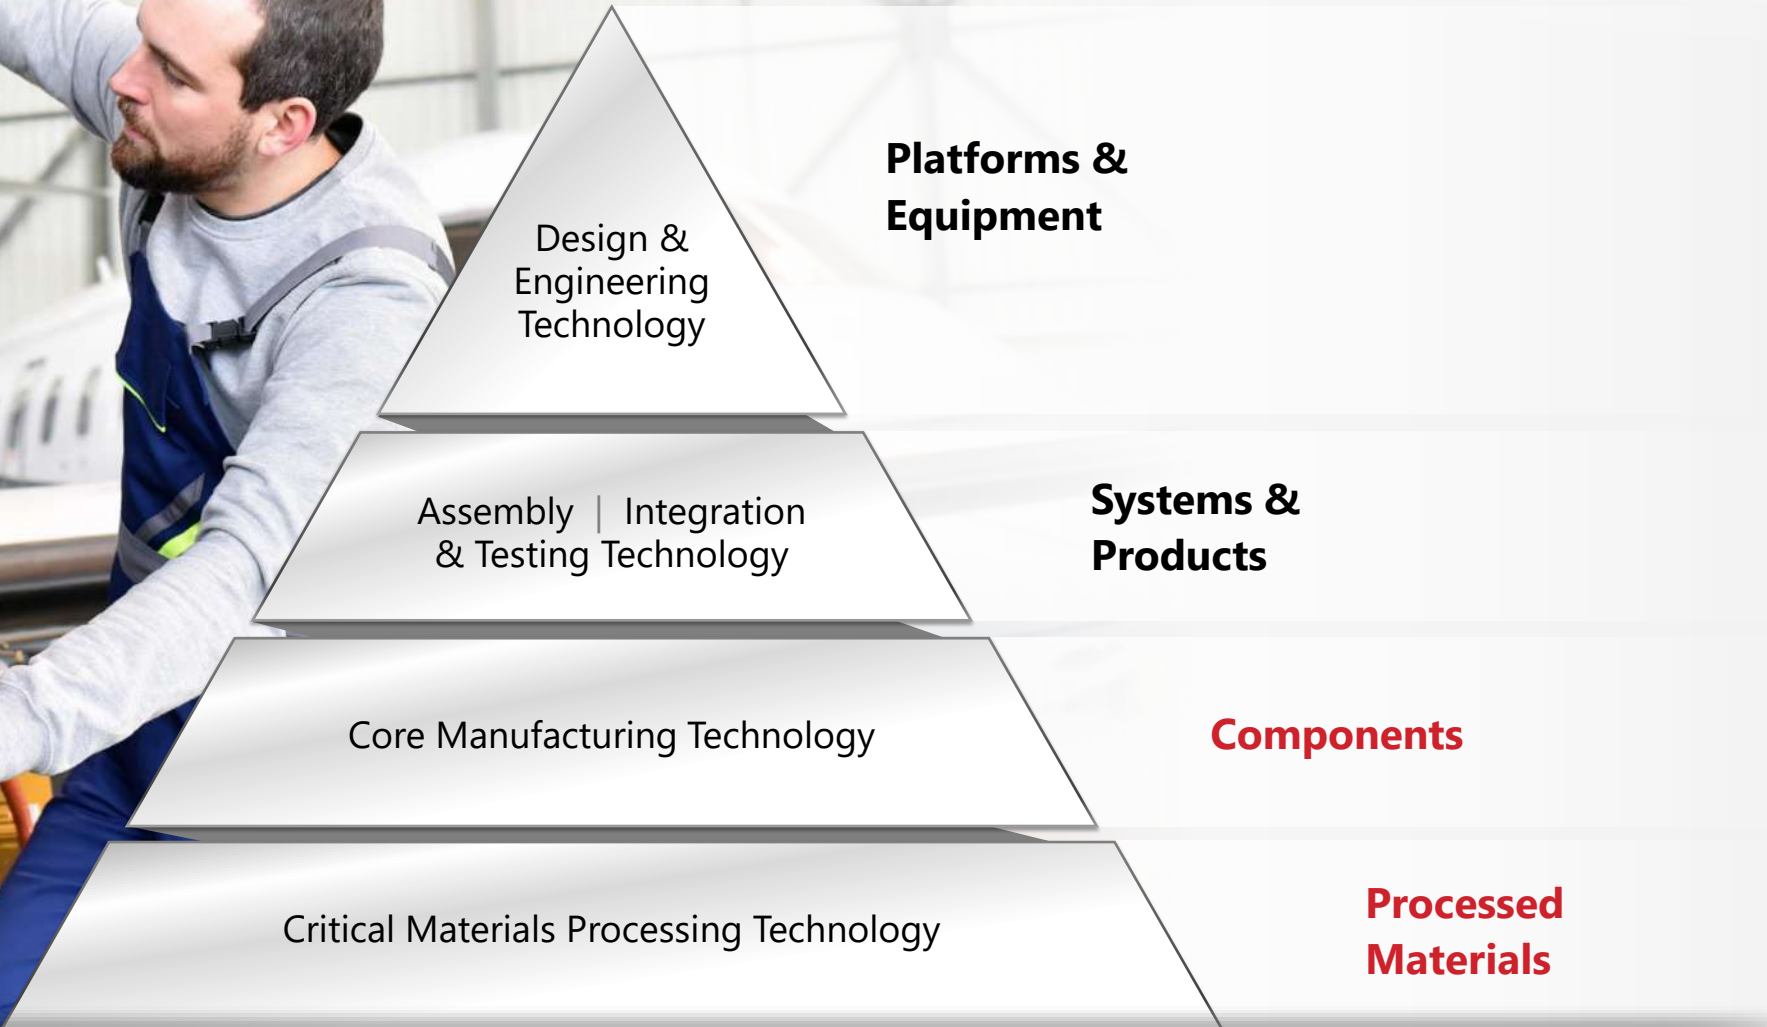 Design &
Engineering
Technology
Platforms &
Equipment
Assembly | Integration
& Testing Technology
Systems &
Products
Core Manufacturing Technology
Components
Critical Materials Processing Technology
Processed
Materials